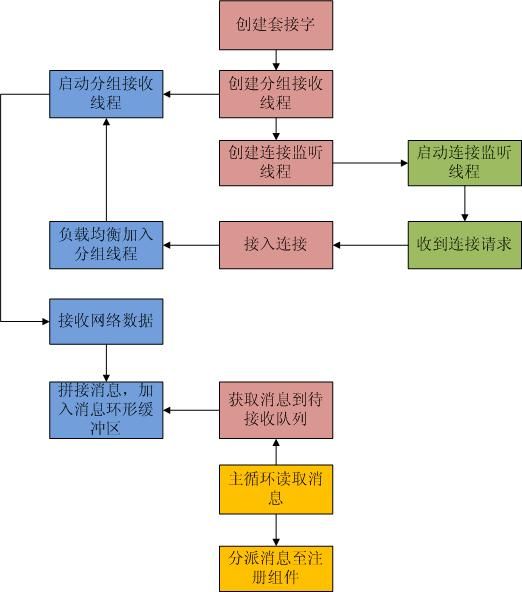 创建套接字
启动分组接收
线程
创建分组接收
线程
创建连接监听
线程
启动连接监听
线程
负载均衡加入
分组线程
接入连接
收到连接请求
接收网络数据
拼接消息，加
入消息环形缓
冲区
获取消息到待
接收队列
主循环读取消
息
分派消息至注
册组件